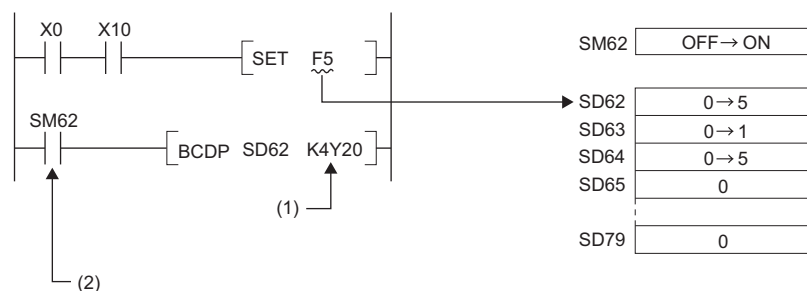 X0 X10
SET F5
SM62
BCDP SD62 K4Y20
(1)
(2)
SM62 OFF→ON
SD62 0→5
SD63 0→1
SD64 0→5
SD65 0
SD79 0